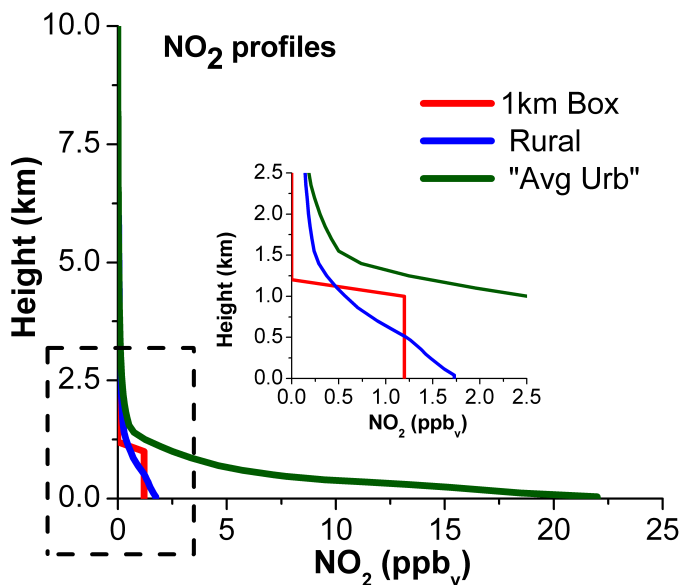 NO₂ profiles
1km Box
Rural
"Avg Urb"
Height (km)
10.0
7.5
5.0
2.5
0.0
0 5 10 15 20 25
NO₂ (ppbᵥ)
Height (km)
2.5
2.0
1.5
1.0
0.5
0.0
0.0 0.5 1.0 1.5 2.0 2.5
NO₂ (ppbᵥ)